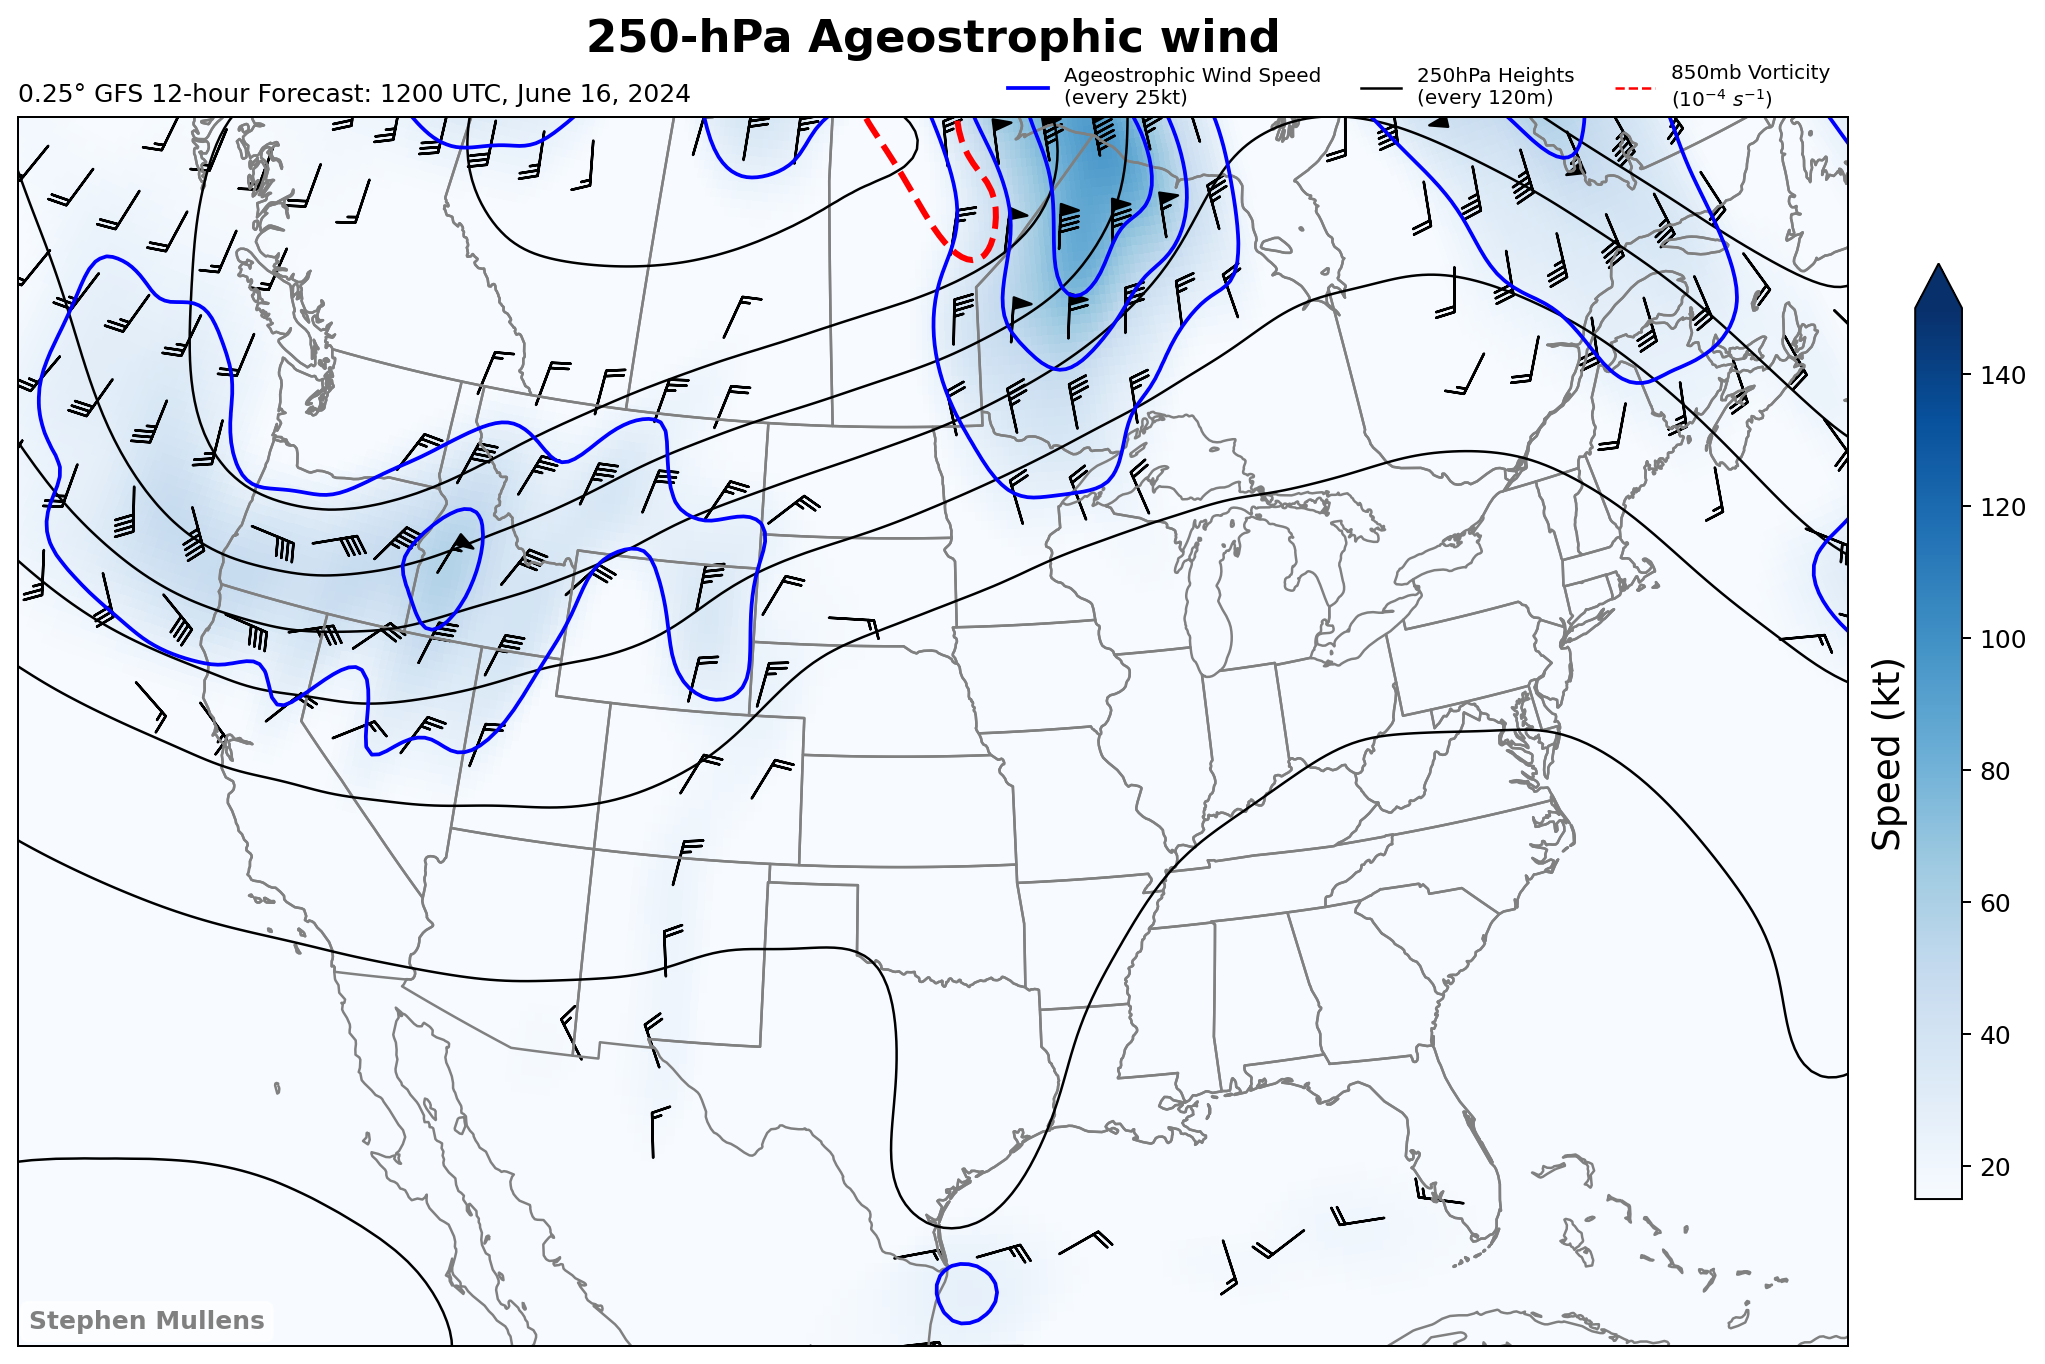 250-hPa Ageostrophic wind
0.25° GFS 12-hour Forecast: 1200 UTC, June 16, 2024
Ageostrophic Wind Speed
(every 25kt)
250hPa Heights
(every 120m)
850mb Vorticity
(10⁻⁴ s⁻¹)
140
120
100
80
60
40
20
Speed (kt)
Stephen Mullens